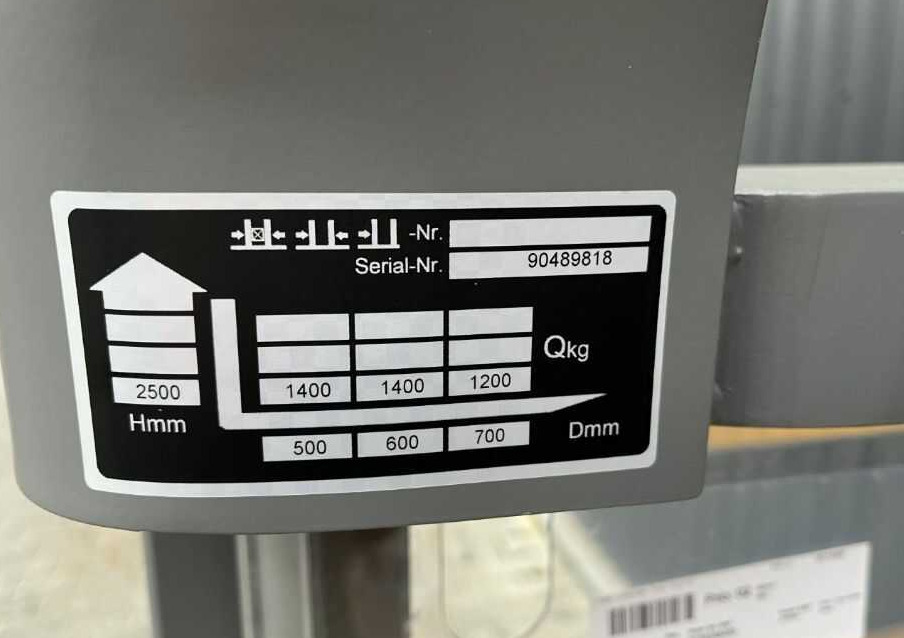 -Nr.
Serial-Nr. 90489818
Qkg
2500 1400 1400 1200
Hmm
500 600 700 Dmm